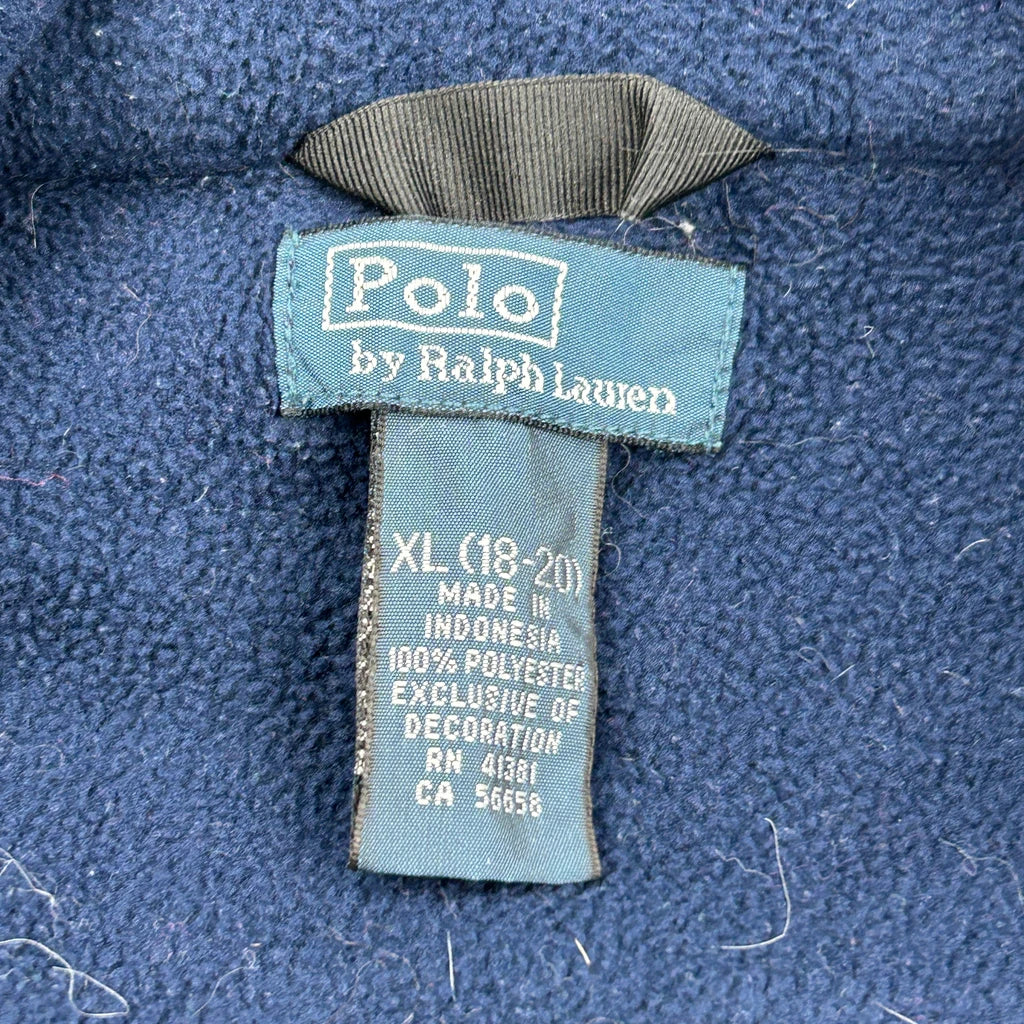 Polo
by Ralph Lauren
XL (18-20)
MADE IN
INDONESIA
100% POLYESTER
EXCLUSIVE OF
DECORATION
RN 41381
CA 56658